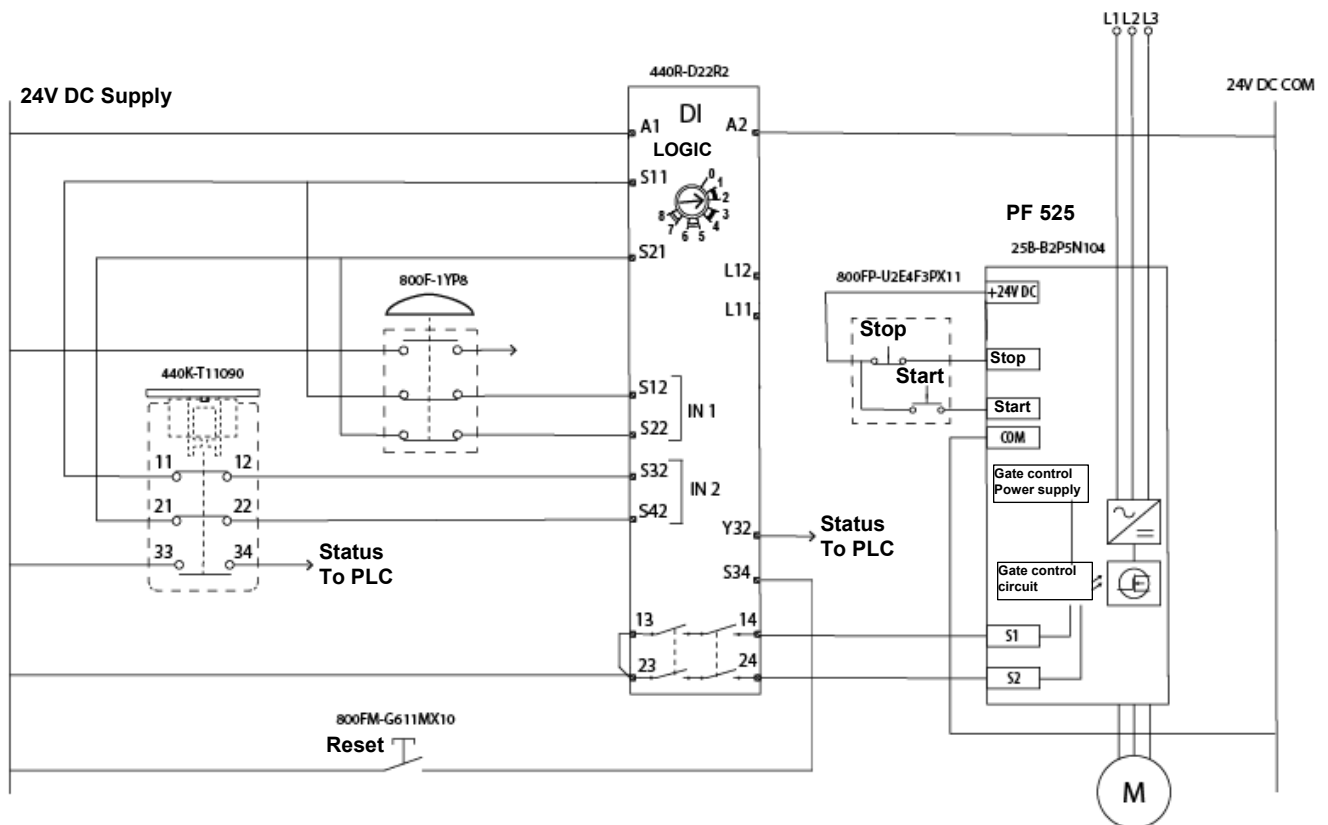 L1 L2 L3
440R-D22R2
24V DC COM
24V DC Supply
A1
DI
A2
LOGIC
S11
0
1
2
3
4
5
6
7
8
PF 525
S21
25B-B2P5N104
800F-1YP8
L12
800FP-U2E4F3PX11
+24V DC
L11
Stop
Stop
440K-T11090
Start
S12
Start
IN 1
S22
COM
11
12
S32
Gate control
Power supply
IN 2
21
22
S42
Y32
Status
To PLC
33
34
Status
To PLC
S34
Gate control
circuit
13
14
S1
23
24
S2
800FM-G611MX10
Reset
M